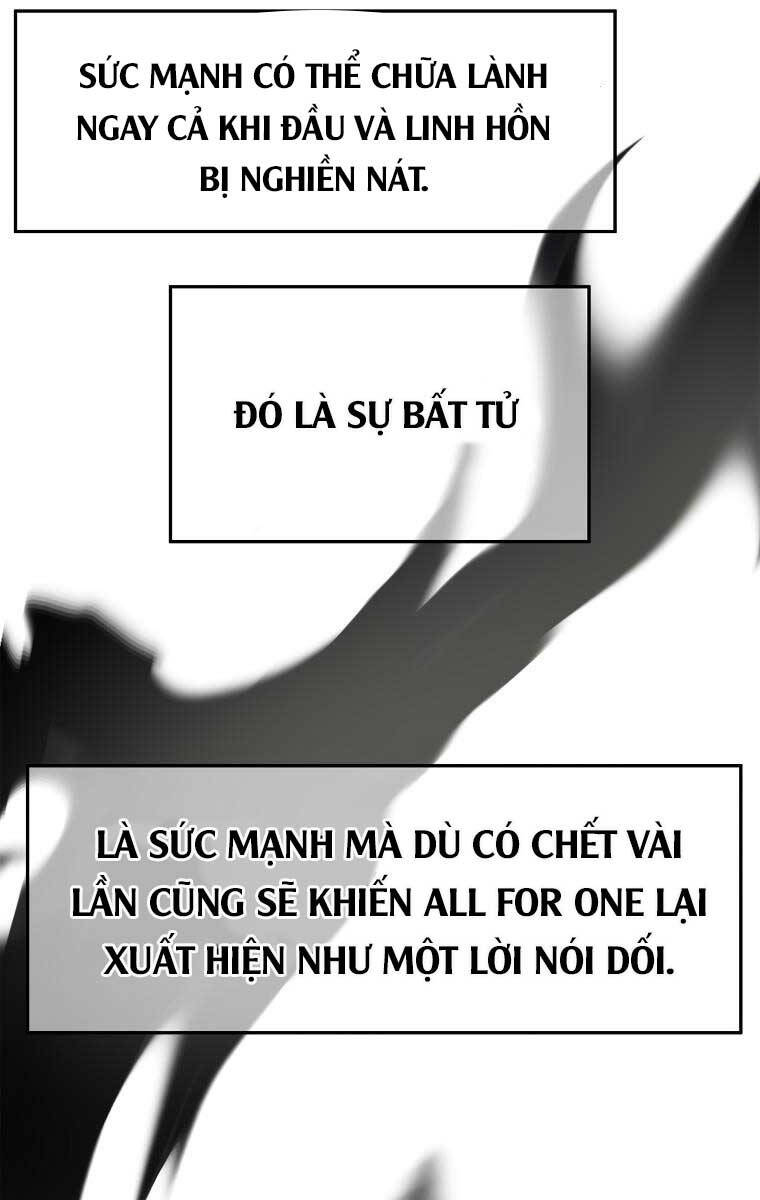 SỨC MẠNH CÓ THỂ CHỮA LÀNH
NGAY CẢ KHI ĐẦU VÀ LINH HỒN
BỊ NGHIỀN NÁT.
ĐÓ LÀ SỰ BẤT TỬ
LÀ SỨC MẠNH MÀ DÙ CÓ CHẾT VÀI
LẦN CŨNG SẼ KHIẾN ALL FOR ONE LẠI
XUẤT HIỆN NHƯ MỘT LỜI NÓI DỐI.